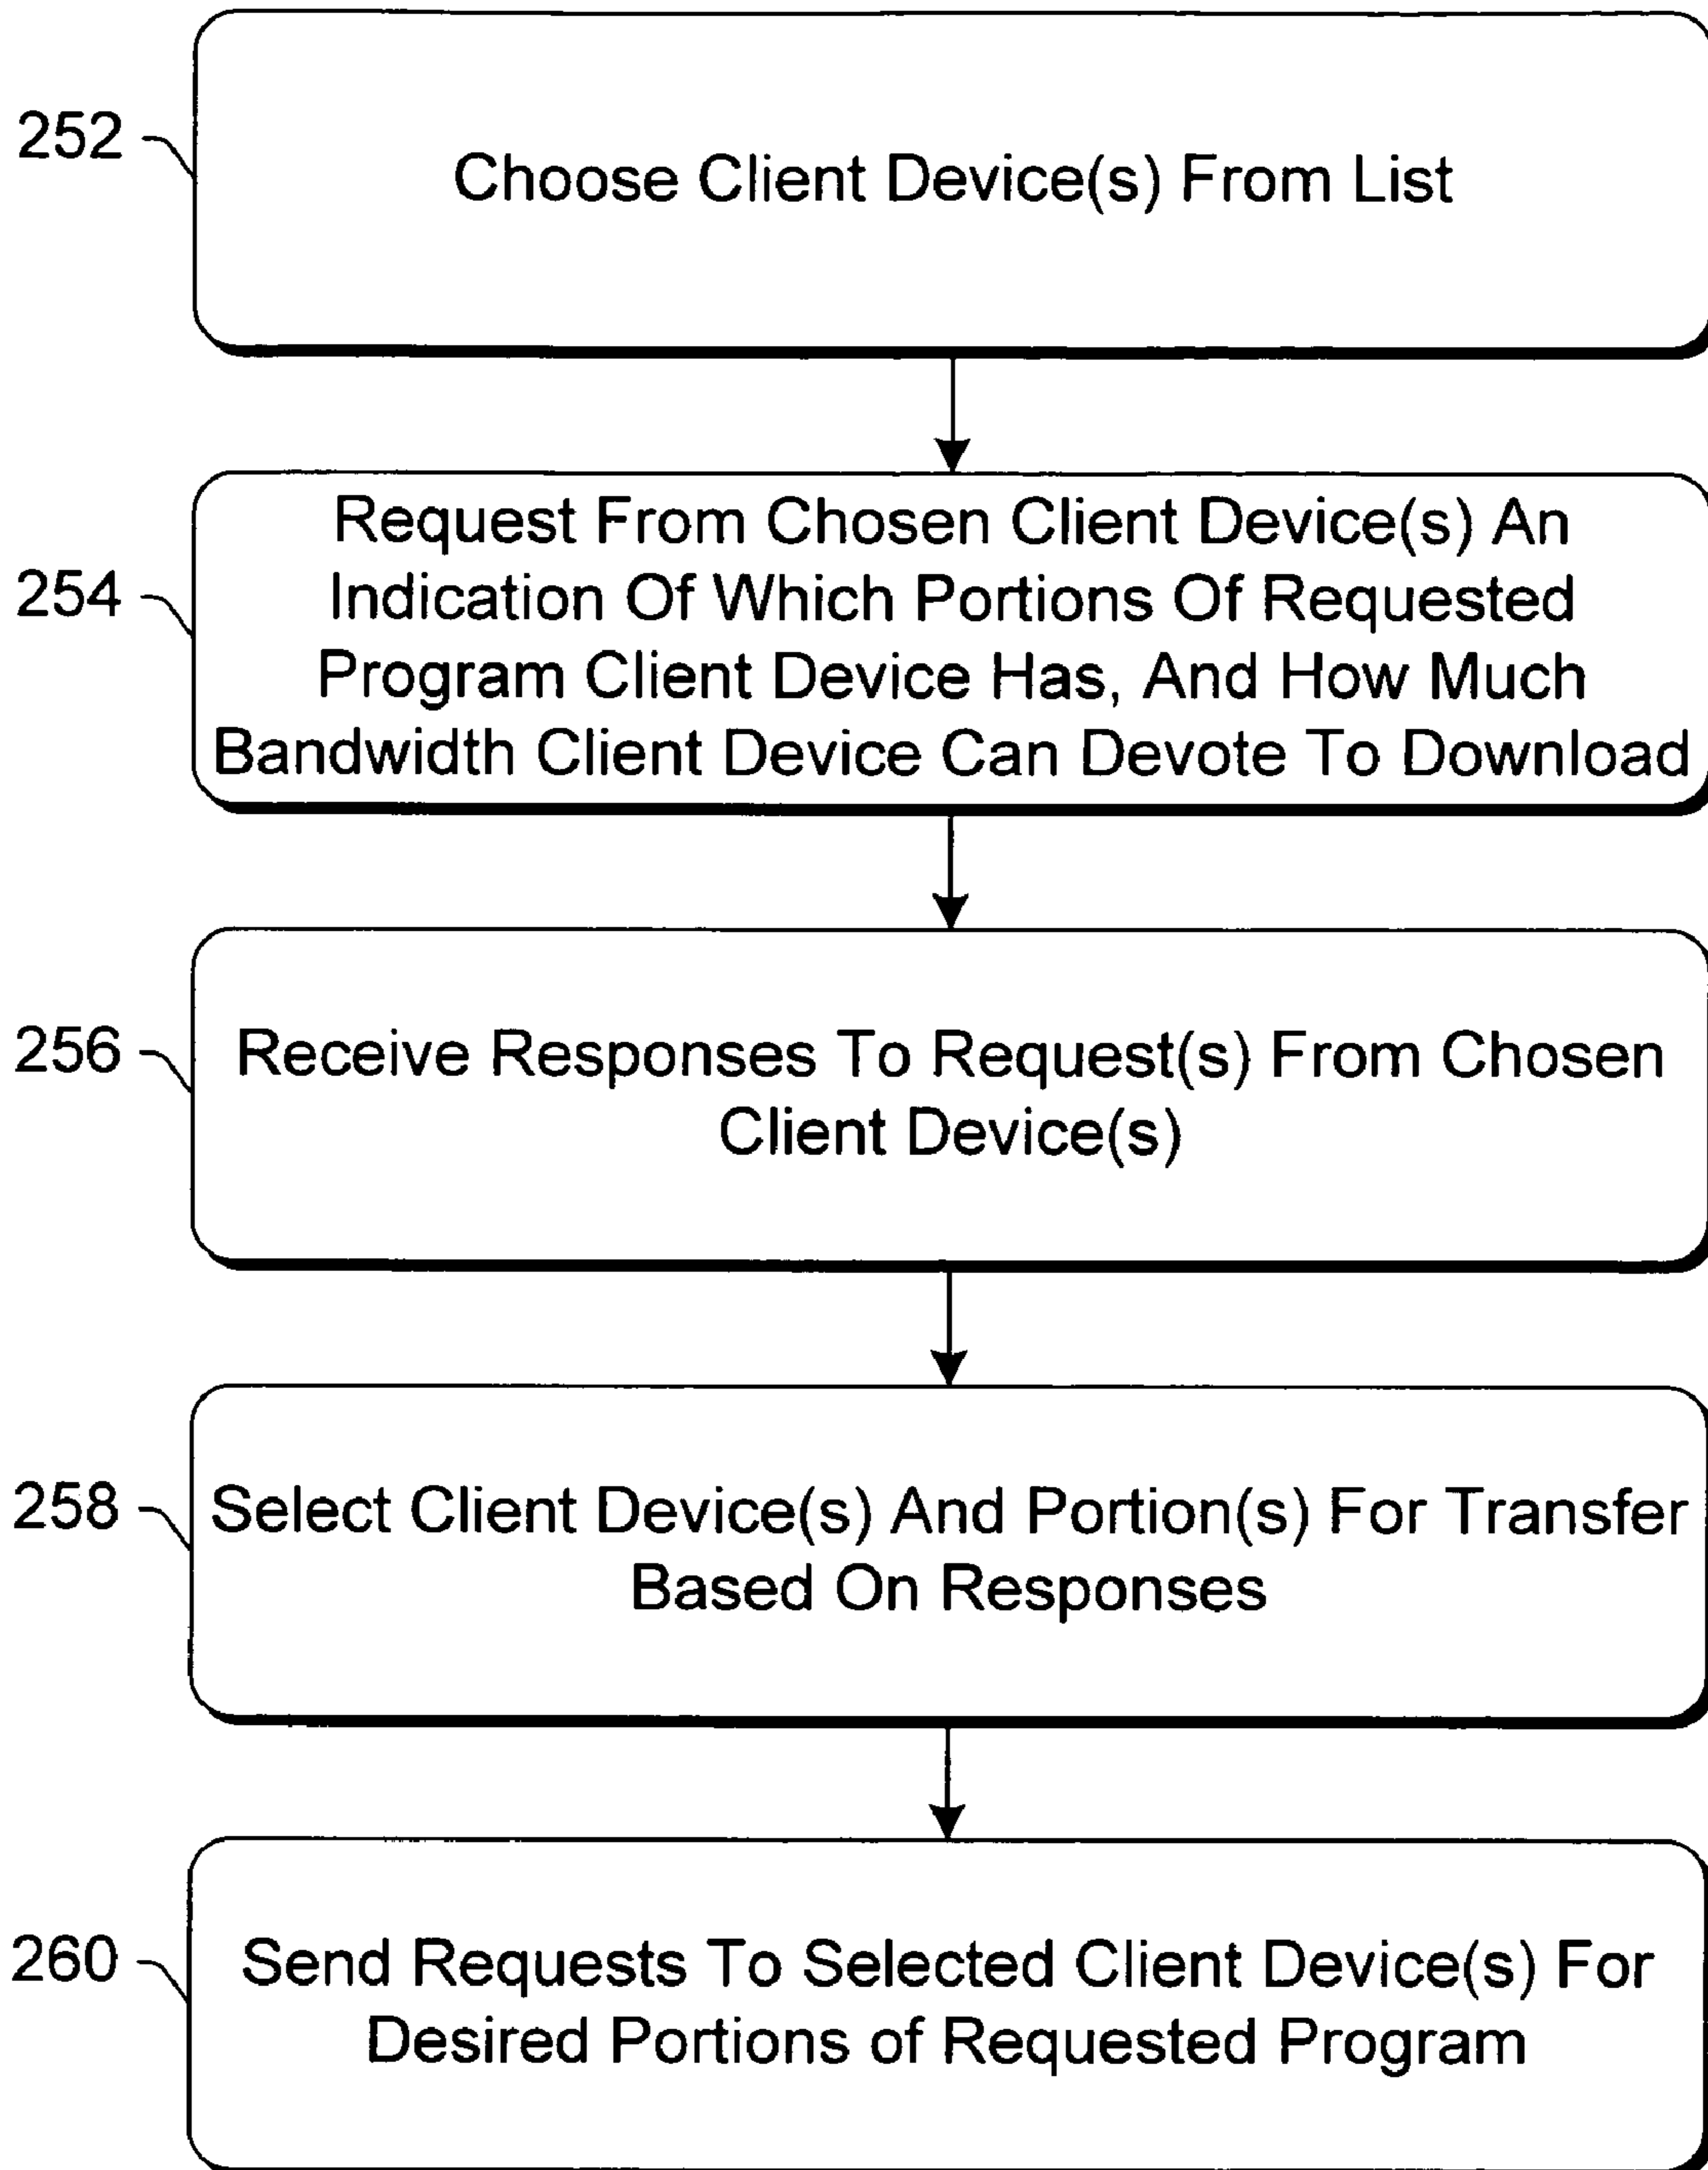 252
Choose Client Device(s) From List
254
Request From Chosen Client Device(s) An
Indication Of Which Portions Of Requested
Program Client Device Has, And How Much
Bandwidth Client Device Can Devote To Download
256
Receive Responses To Request(s) From Chosen
Client Device(s)
258
Select Client Device(s) And Portion(s) For Transfer
Based On Responses
260
Send Requests To Selected Client Device(s) For
Desired Portions of Requested Program